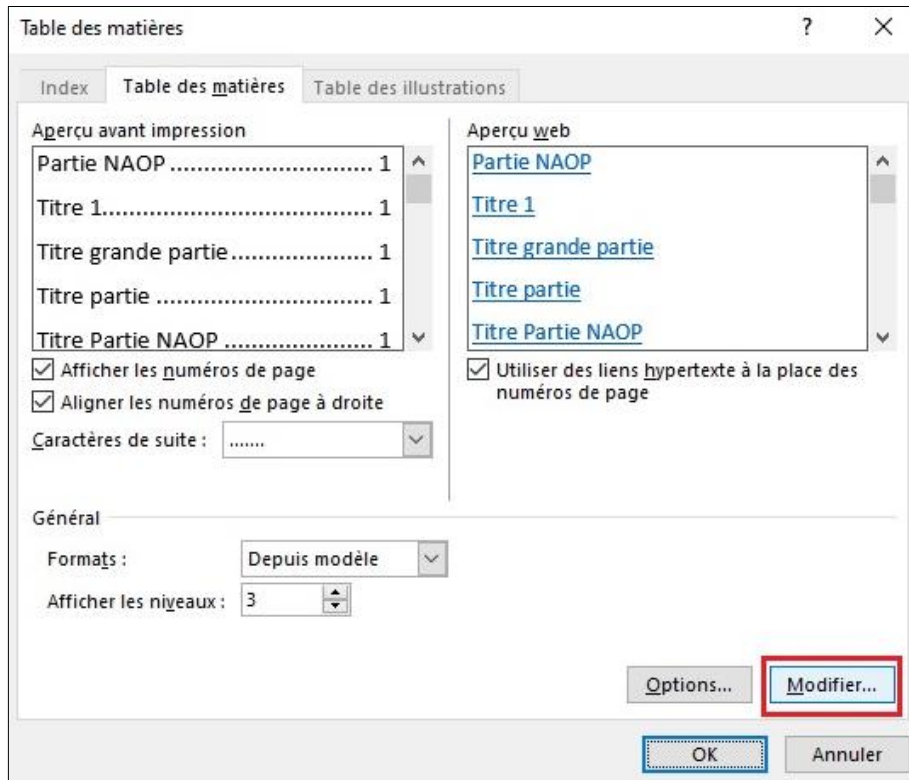 Table des matières ? ×
Index Table des matières Table des illustrations
Aperçu avant impression
Partie NAOP .............................. 1
Titre 1....................................... 1
Titre grande partie..................... 1
Titre partie ................................ 1
Titre Partie NAOP ...................... 1
Afficher les numéros de page
Aligner les numéros de page à droite
Caractères de suite : .......
Aperçu web
Partie NAOP
Titre 1
Titre grande partie
Titre partie
Titre Partie NAOP
Utiliser des liens hypertexte à la place des
numéros de page
Général
Formats : Depuis modèle
Afficher les niveaux : 3
Options... Modifier...
OK Annuler